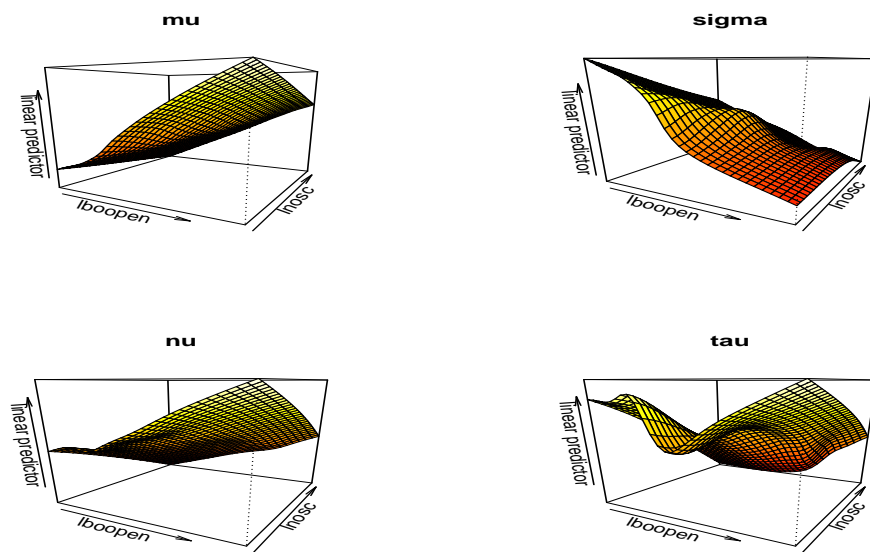 mu
linear predictor
lboopen
lnosc
sigma
linear predictor
lboopen
lnosc
nu
linear predictor
lboopen
lnosc
tau
linear predictor
lboopen
lnosc